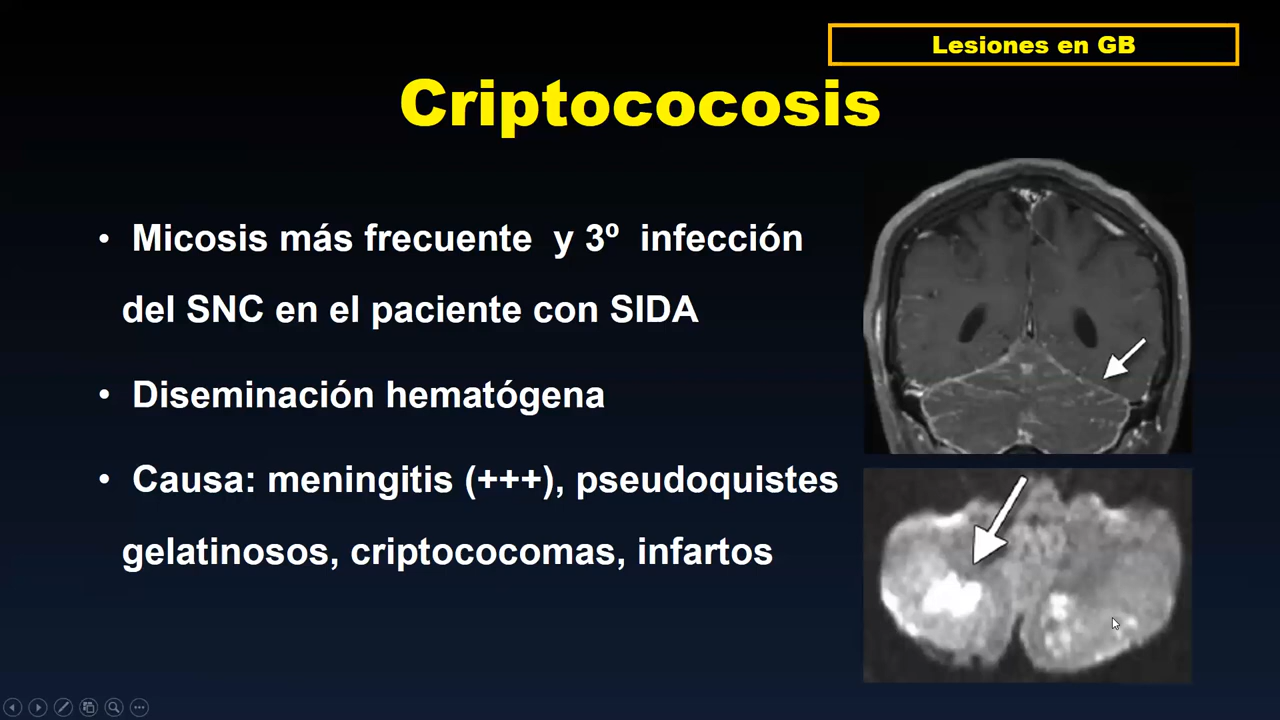 Lesiones en GB
Criptococosis
• Micosis más frecuente y 3º infección
del SNC en el paciente con SIDA
• Diseminación hematógena
• Causa: meningitis (+++), pseudoquistes
gelatinosos, criptococomas, infartos